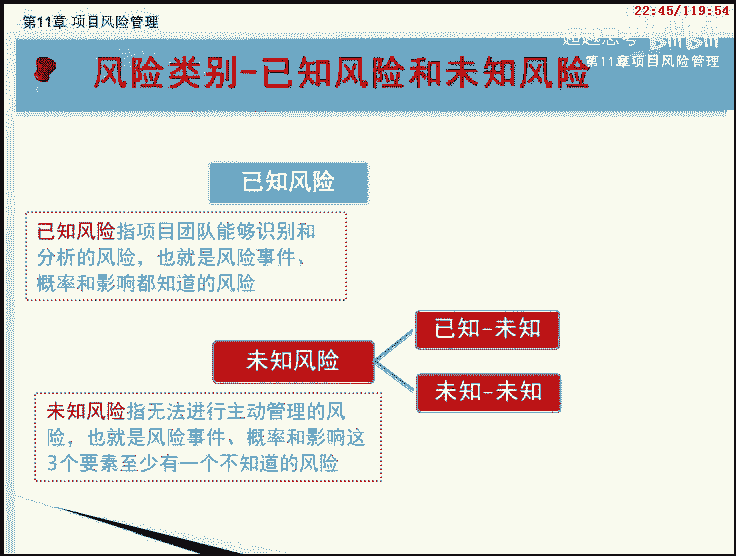 第11章 项目风险管理
22:45/119:54
风险类别-已知风险和未知风险
第11章项目风险管理
已知风险
已知风险指项目团队能够识别和
分析的风险，也就是风险事件、
概率和影响都知道的风险
已知-未知
未知风险
未知-未知
未知风险指无法进行主动管理的风
险，也就是风险事件、概率和影响这
3个要素至少有一个不知道的风险